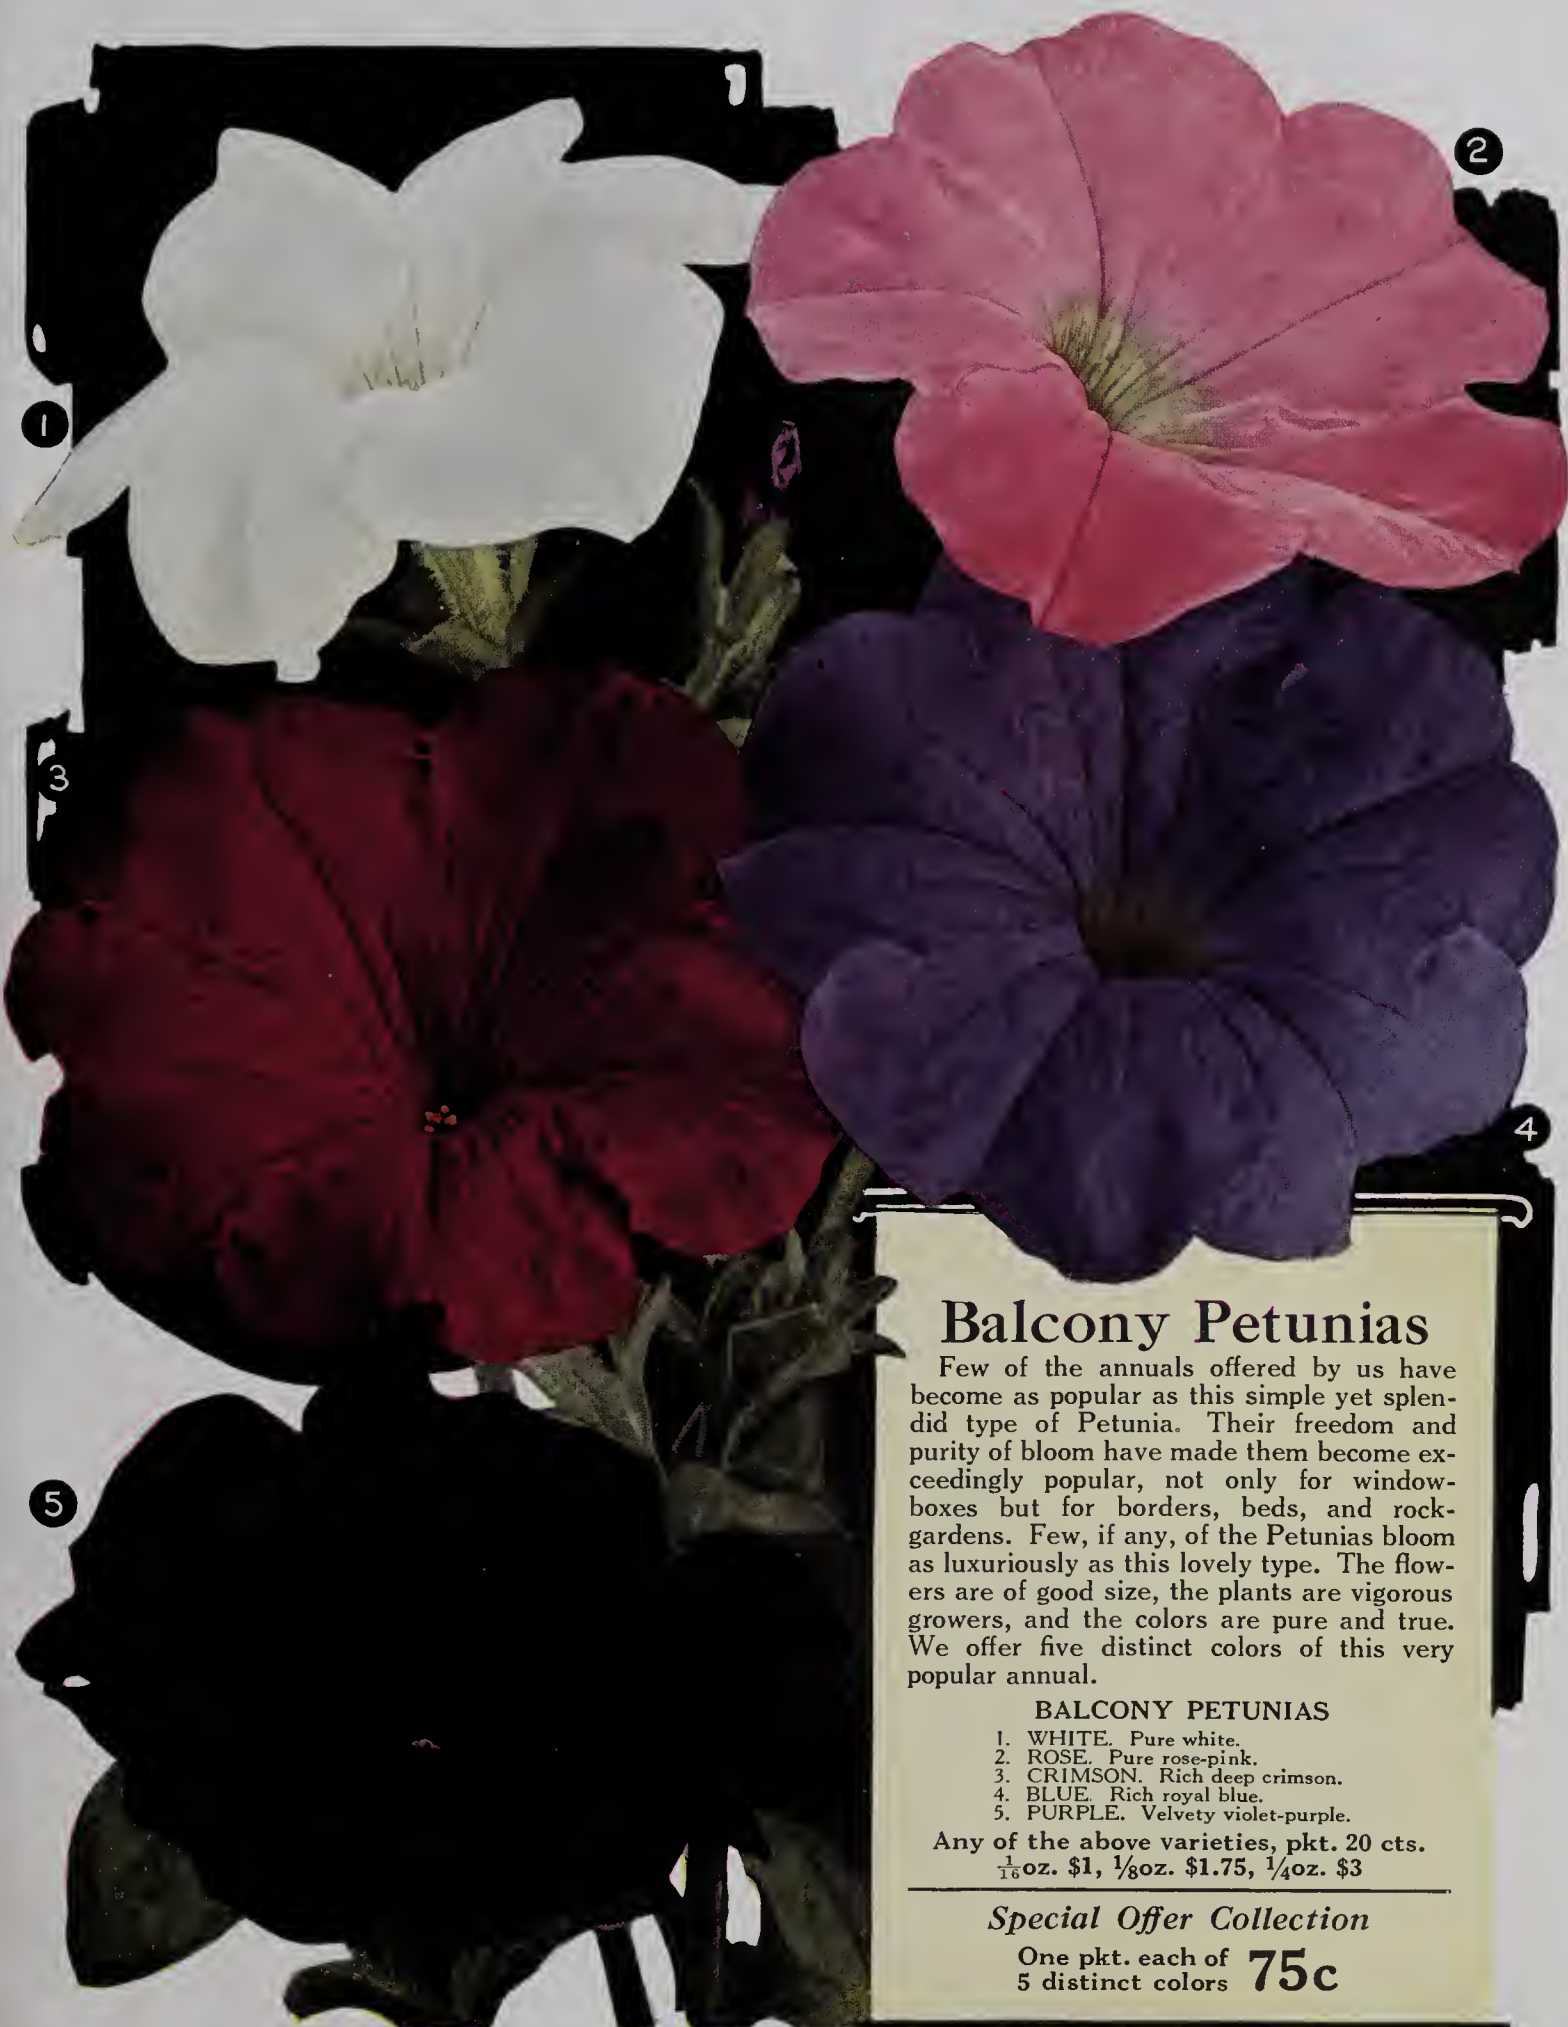 1
2
3
4
5
Balcony Petunias
Few of the annuals offered by us have
become as popular as this simple yet splen-
did type of Petunia. Their freedom and
purity of bloom have made them become ex-
ceedingly popular, not only for window-
boxes but for borders, beds, and rock-
gardens. Few, if any, of the Petunias bloom
as luxuriously as this lovely type. The flow-
ers are of good size, the plants are vigorous
growers, and the colors are pure and true.
We offer five distinct colors of this very
popular annual.
BALCONY PETUNIAS
1. WHITE. Pure white.
2. ROSE. Pure rose-pink.
3. CRIMSON. Rich deep crimson.
4. BLUE. Rich royal blue.
5. PURPLE. Velvety violet-purple.
Any of the above varieties, pkt. 20 cts.
1/16oz. $1, 1/8oz. $1.75, 1/4oz. $3
Special Offer Collection
One pkt. each of
5 distinct colors 75c